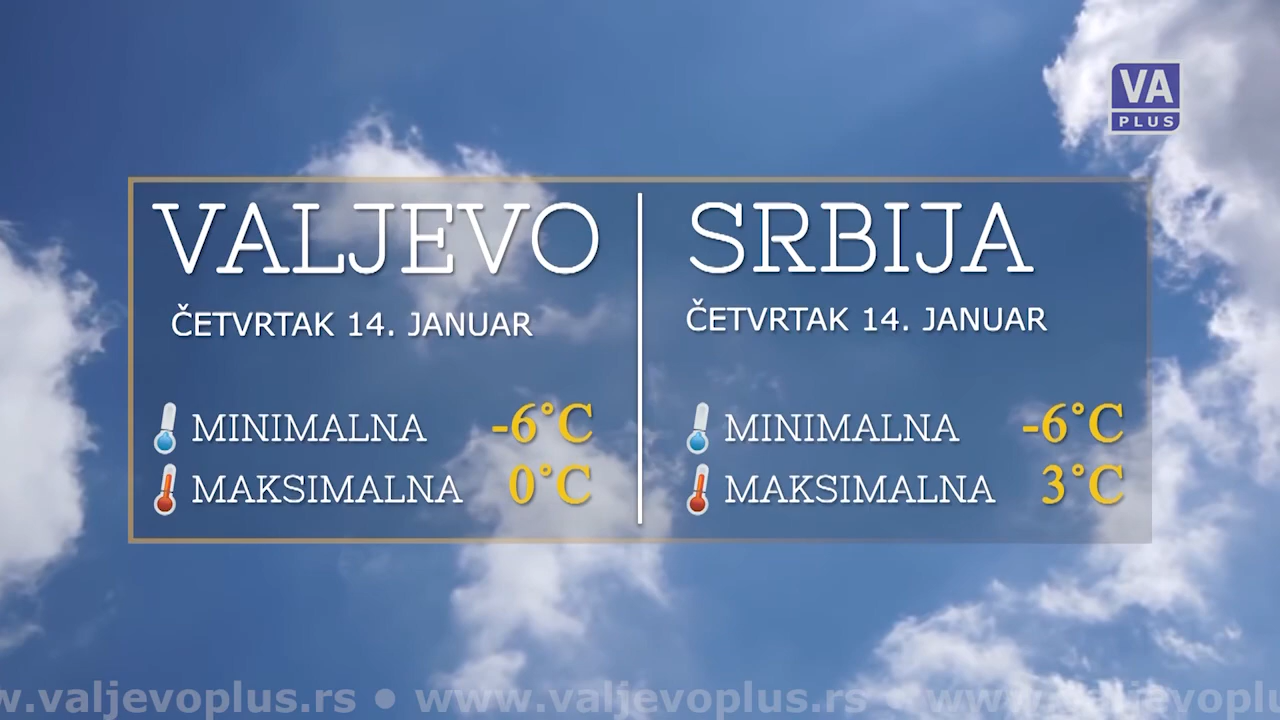 VA
PLUS
VALJEVO
ČETVRTAK 14. JANUAR
MINIMALNA -6°C
MAKSIMALNA 0°C
SRBIJA
ČETVRTAK 14. JANUAR
MINIMALNA -6°C
MAKSIMALNA 3°C
w.valjevoplus.rs • www.valjevoplus.rs • www.valjevoplu